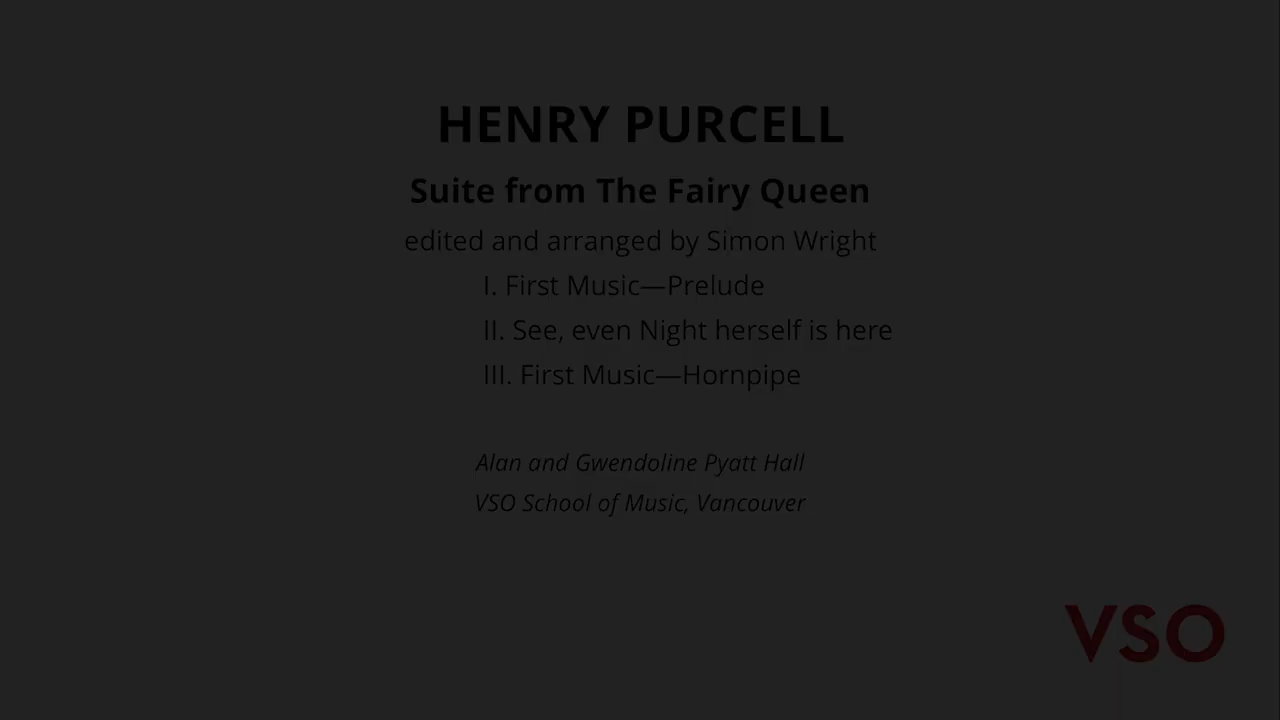 HENRY PURCELL
Suite from The Fairy Queen
edited and arranged by Simon Wright
I. First Music—Prelude
II. See, even Night herself is here
III. First Music—Hornpipe
Alan and Gwendoline Pyatt Hall
VSO School of Music, Vancouver
VSO